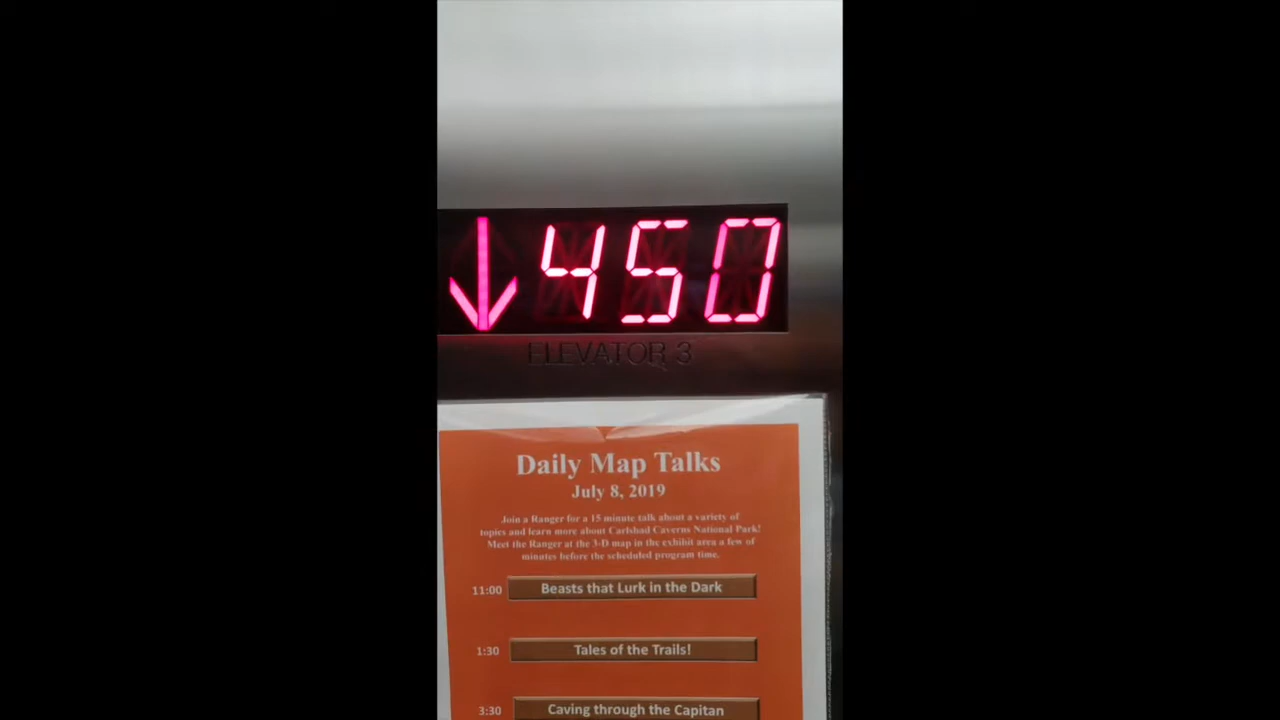 ↓ 450
ELEVATOR 3
Daily Map Talks
July 8, 2019
Join a Ranger for a 15 minute talk about a variety of
topics and learn more about Carlsbad Caverns National Park!
Meet the Ranger at the 3-D map in the exhibit area a few of
minutes before the scheduled program time.
11:00 Beasts that Lurk in the Dark
1:30 Tales of the Trails!
3:30 Caving through the Capitan